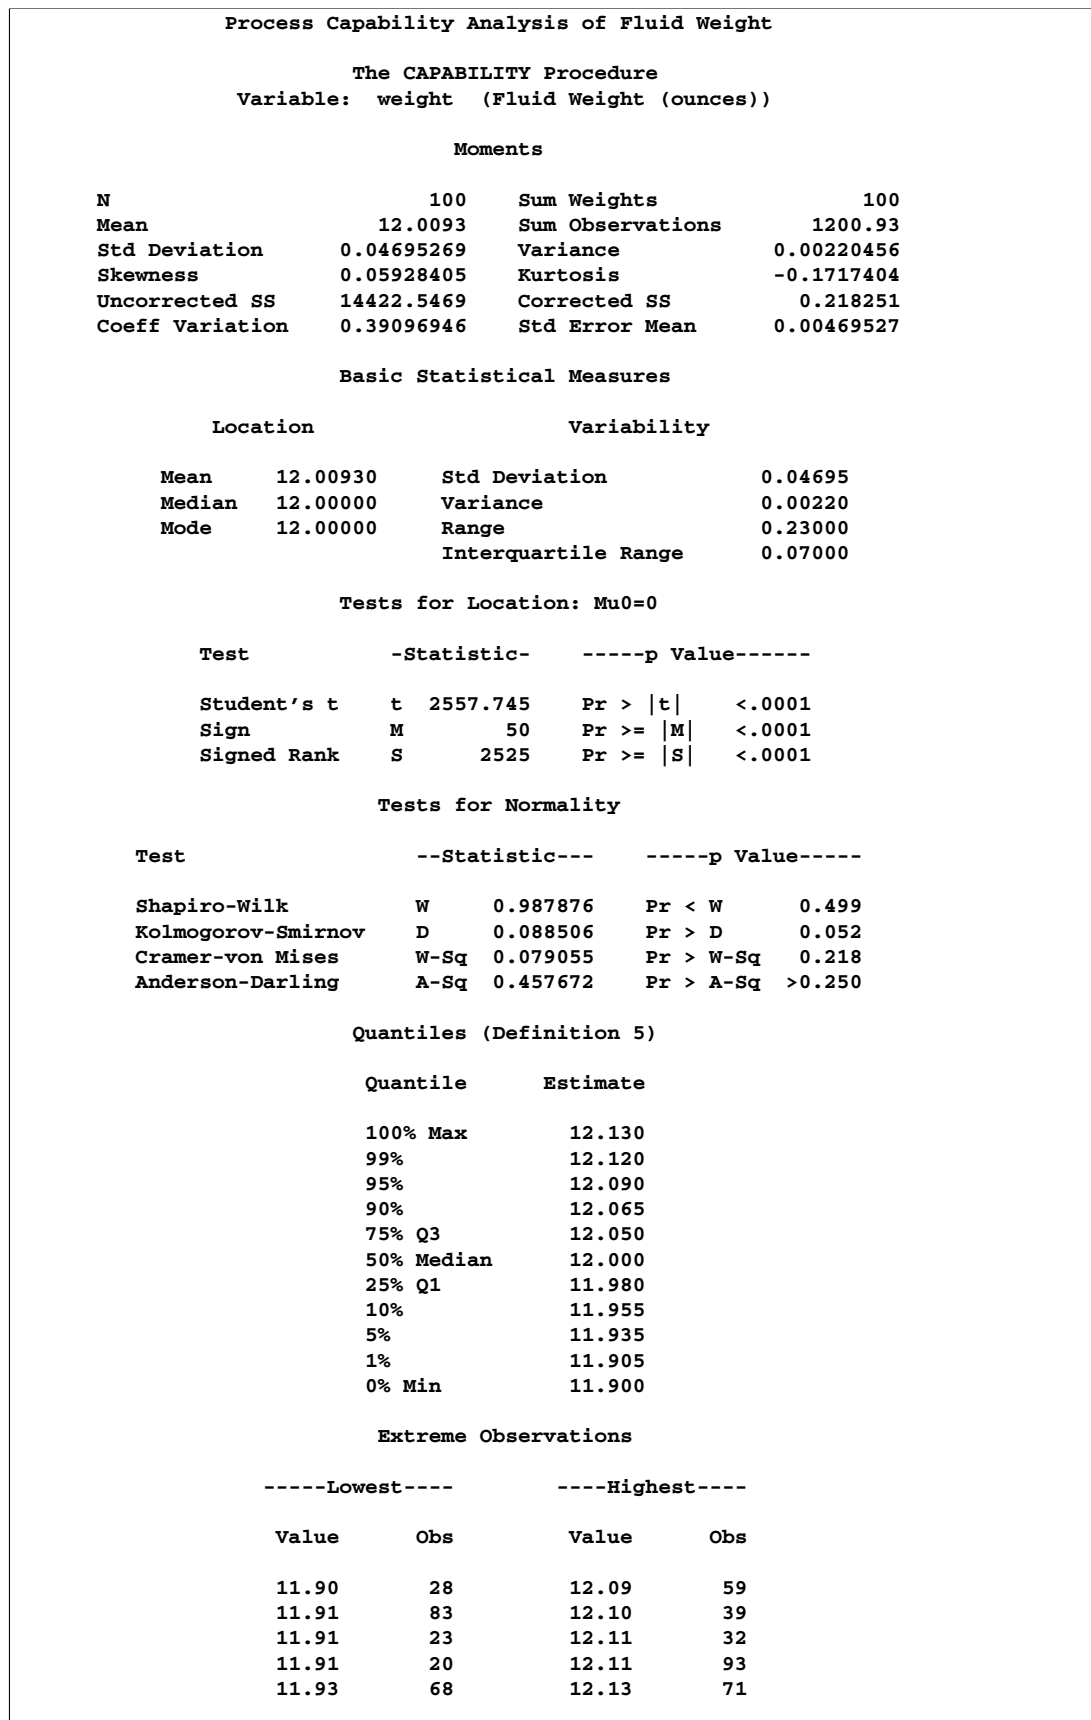 Process Capability Analysis of Fluid Weight
The CAPABILITY Procedure
Variable: weight (Fluid Weight (ounces))
Moments
N 100 Sum Weights 100
Mean 12.0093 Sum Observations 1200.93
Std Deviation 0.04695269 Variance 0.00220456
Skewness 0.05928405 Kurtosis -0.1717404
Uncorrected SS 14422.5469 Corrected SS 0.218251
Coeff Variation 0.39096946 Std Error Mean 0.00469527
Basic Statistical Measures
Location Variability
Mean 12.00930 Std Deviation 0.04695
Median 12.00000 Variance 0.00220
Mode 12.00000 Range 0.23000
Interquartile Range 0.07000
Tests for Location: Mu0=0
Test -Statistic- -----p Value------
Student’s t t 2557.745 Pr > |t| <.0001
Sign M 50 Pr >= |M| <.0001
Signed Rank S 2525 Pr >= |S| <.0001
Tests for Normality
Test --Statistic--- -----p Value-----
Shapiro-Wilk W 0.987876 Pr < W 0.499
Kolmogorov-Smirnov D 0.088506 Pr > D 0.052
Cramer-von Mises W-Sq 0.079055 Pr > W-Sq 0.218
Anderson-Darling A-Sq 0.457672 Pr > A-Sq >0.250
Quantiles (Definition 5)
Quantile Estimate
100% Max 12.130
99% 12.120
95% 12.090
90% 12.065
75% Q3 12.050
50% Median 12.000
25% Q1 11.980
10% 11.955
5% 11.935
1% 11.905
0% Min 11.900
Extreme Observations
-----Lowest---- ----Highest----
Value Obs Value Obs
11.90 28 12.09 59
11.91 83 12.10 39
11.91 23 12.11 32
11.91 20 12.11 93
11.93 68 12.13 71